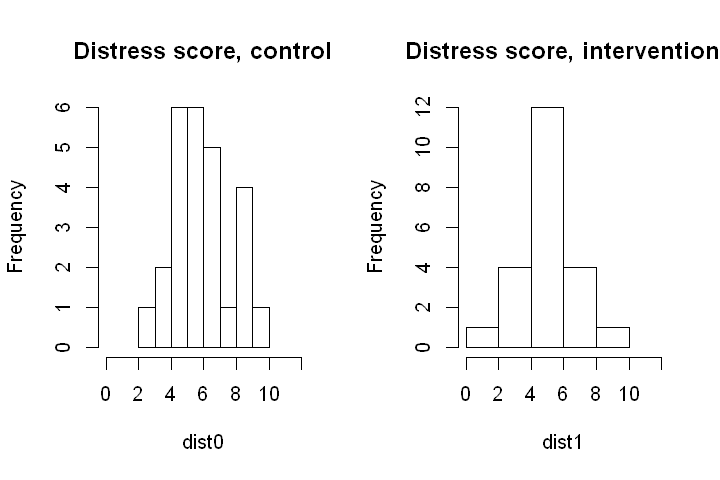 Distress score, control
Frequency
6
5
4
3
2
1
0
0 2 4 6 8 10
dist0
Distress score, intervention
Frequency
12
10
8
6
4
2
0
0 2 4 6 8 10
dist1